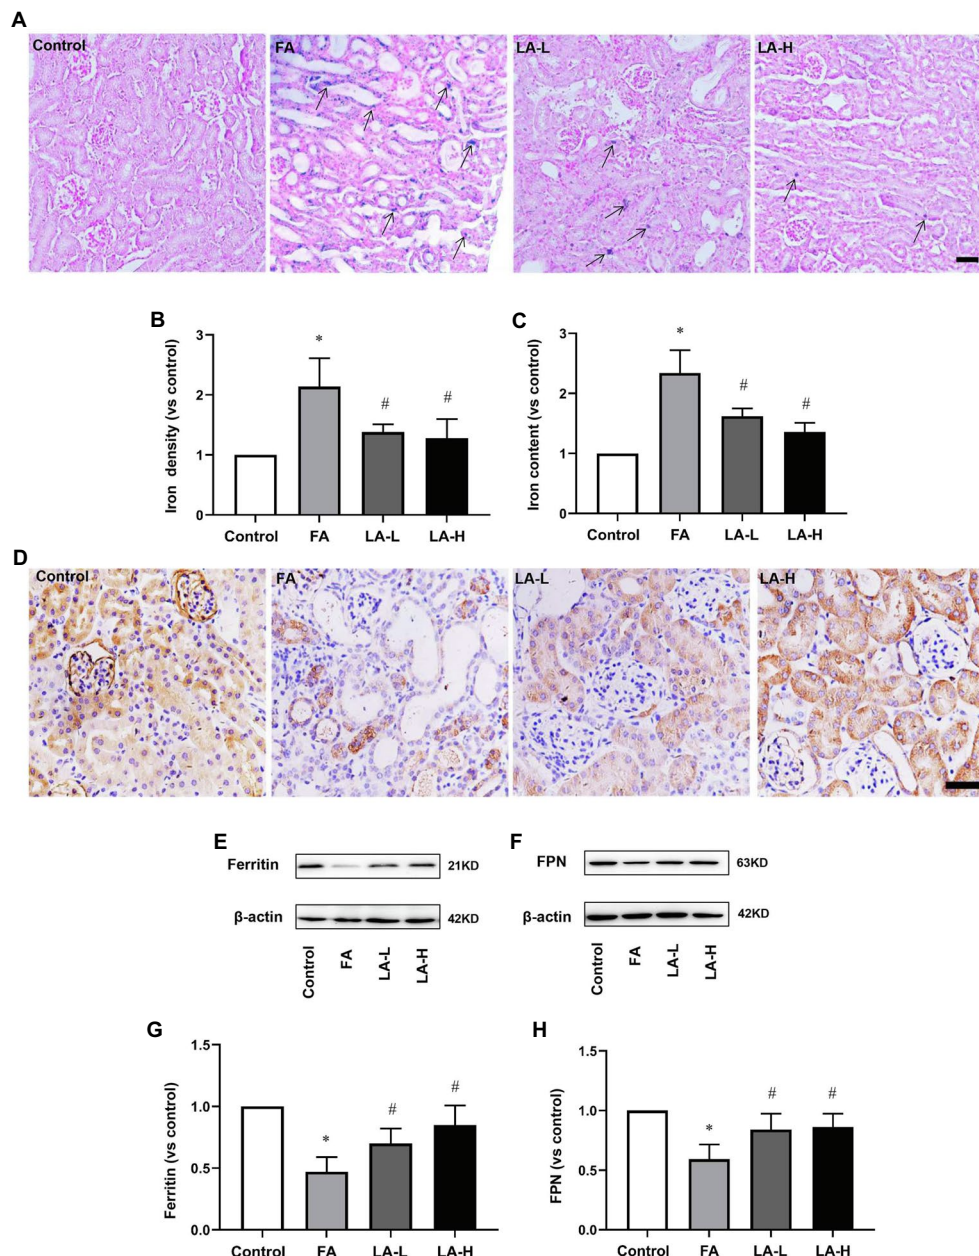 A
Control
FA
LA-L
LA-H
B
Iron density (vs control)
3
2
1
0
*
#
#
Control
FA
LA-L
LA-H
C
Iron content (vs control)
3
2
1
0
*
#
#
Control
FA
LA-L
LA-H
D
Control
FA
LA-L
LA-H
E
Ferritin
21KD
β-actin
42KD
Control
FA
LA-L
LA-H
F
FPN
63KD
β-actin
42KD
Control
FA
LA-L
LA-H
G
Ferritin (vs control)
1.5
1.0
0.5
0.0
*
#
#
Control
FA
LA-L
LA-H
H
FPN (vs control)
1.5
1.0
0.5
0.0
*
#
#
Control
FA
LA-L
LA-H